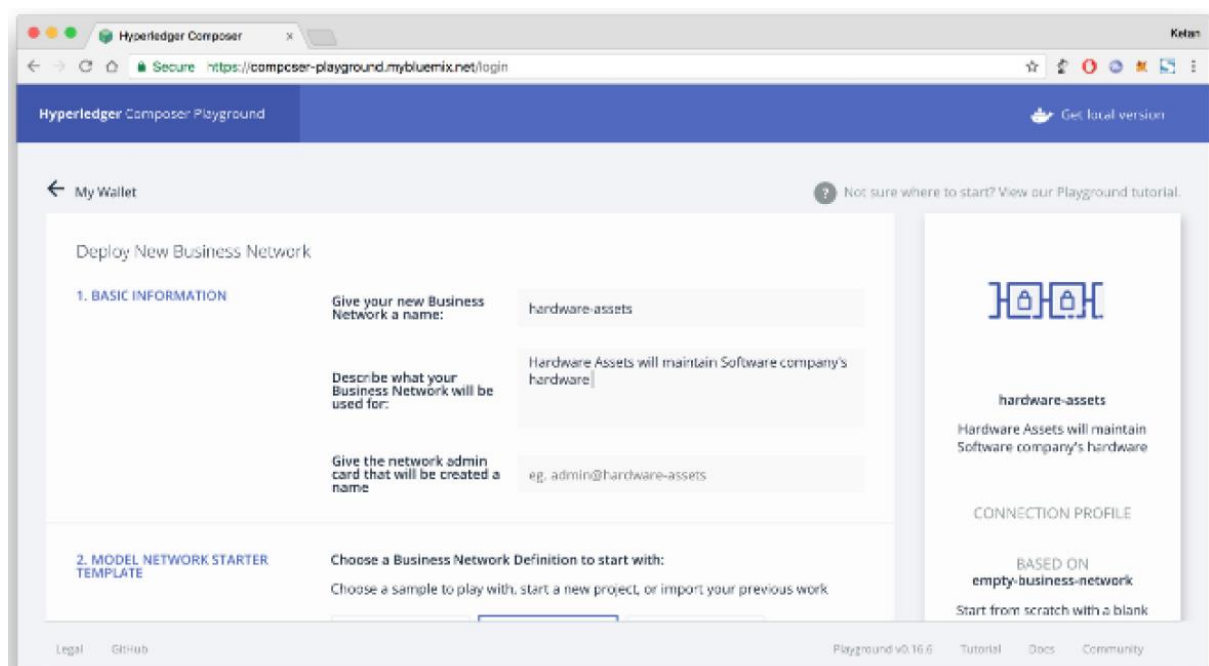 Hyperledger Composer
Ketan
Secure https://composer-playground.mybluemix.net/login
Hyperledger Composer Playground
Get local version
My Wallet
? Not sure where to start? View our Playground tutorial.
Deploy New Business Network
1. BASIC INFORMATION
Give your new Business
Network a name:
hardware-assets
Describe what your
Business Network will be
used for:
Hardware Assets will maintain Software company's
hardware
Give the network admin
card that will be created a
name
eg. admin@hardware-assets
2. MODEL NETWORK STARTER
TEMPLATE
Choose a Business Network Definition to start with:
Choose a sample to play with, start a new project, or import your previous work
hardware-assets
Hardware Assets will maintain
Software company's hardware
CONNECTION PROFILE
BASED ON
empty-business-network
Start from scratch with a blank
Legal GitHub
Playground v0.16.6 Tutorial Docs Community